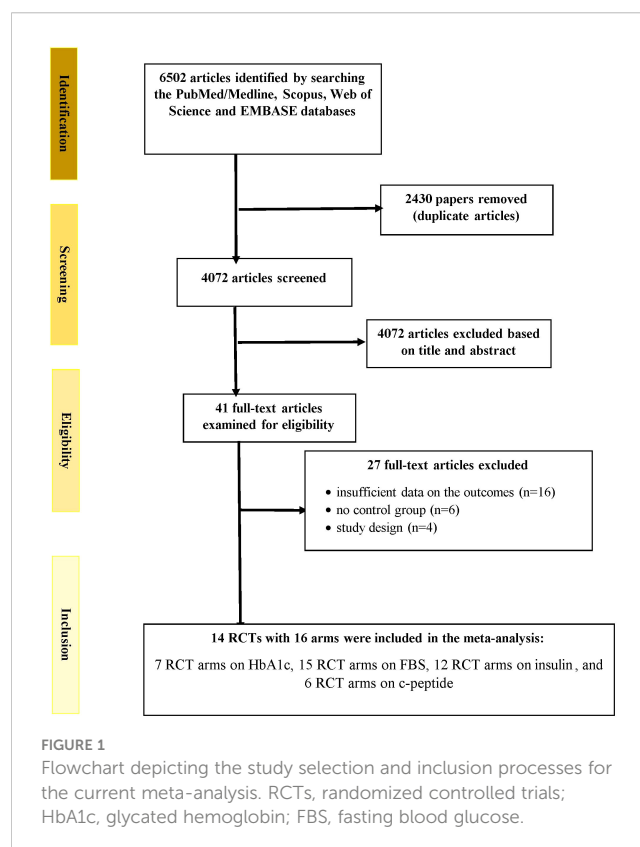 Identification
6502 articles identified by searching
the PubMed/Medline, Scopus, Web of
Science and EMBASE databases
2430 papers removed
(duplicate articles)
Screening
4072 articles screened
4072 articles excluded based
on title and abstract
Eligibility
41 full-text articles
examined for eligibility
27 full-text articles excluded
• insufficient data on the outcomes (n=16)
• no control group (n=6)
• study design (n=4)
Inclusion
14 RCTs with 16 arms were included in the meta-analysis:
7 RCT arms on HbA1c, 15 RCT arms on FBS, 12 RCT arms on insulin, and
6 RCT arms on c-peptide
FIGURE 1
Flowchart depicting the study selection and inclusion processes for
the current meta-analysis. RCTs, randomized controlled trials;
HbA1c, glycated hemoglobin; FBS, fasting blood glucose.